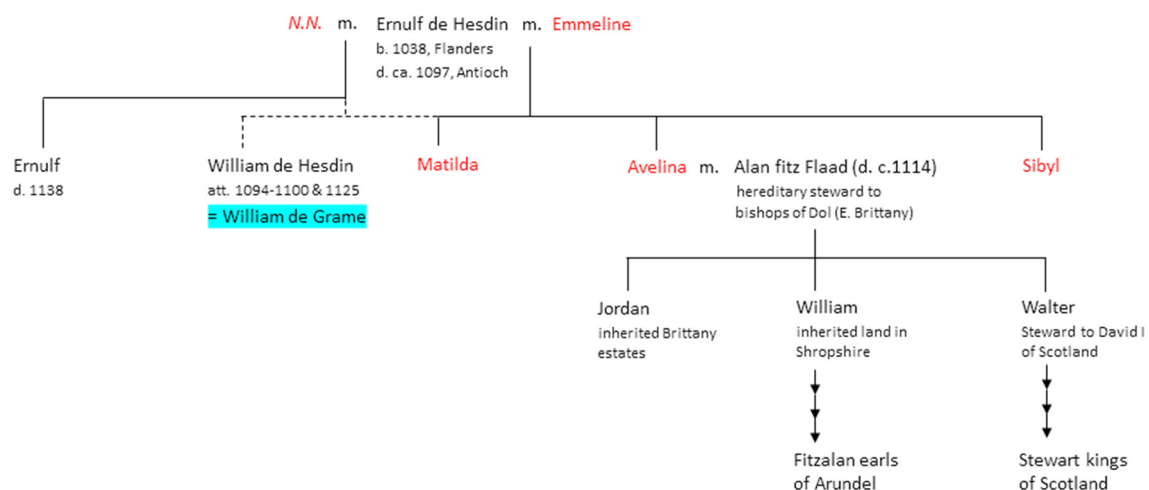 N.N. m. Ernulf de Hesdin m. Emmeline
b. 1038, Flanders
d. ca. 1097, Antioch
Ernulf
d. 1138
William de Hesdin
att. 1094-1100 & 1125
= William de Grame
Matilda
Avelina m. Alan fitz Flaad (d. c.1114)
hereditary steward to
bishops of Dol (E. Brittany)
Sibyl
Jordan
inherited Brittany
estates
William
inherited land in
Shropshire
Walter
Steward to David I
of Scotland
Fitzalan earls
of Arundel
Stewart kings
of Scotland